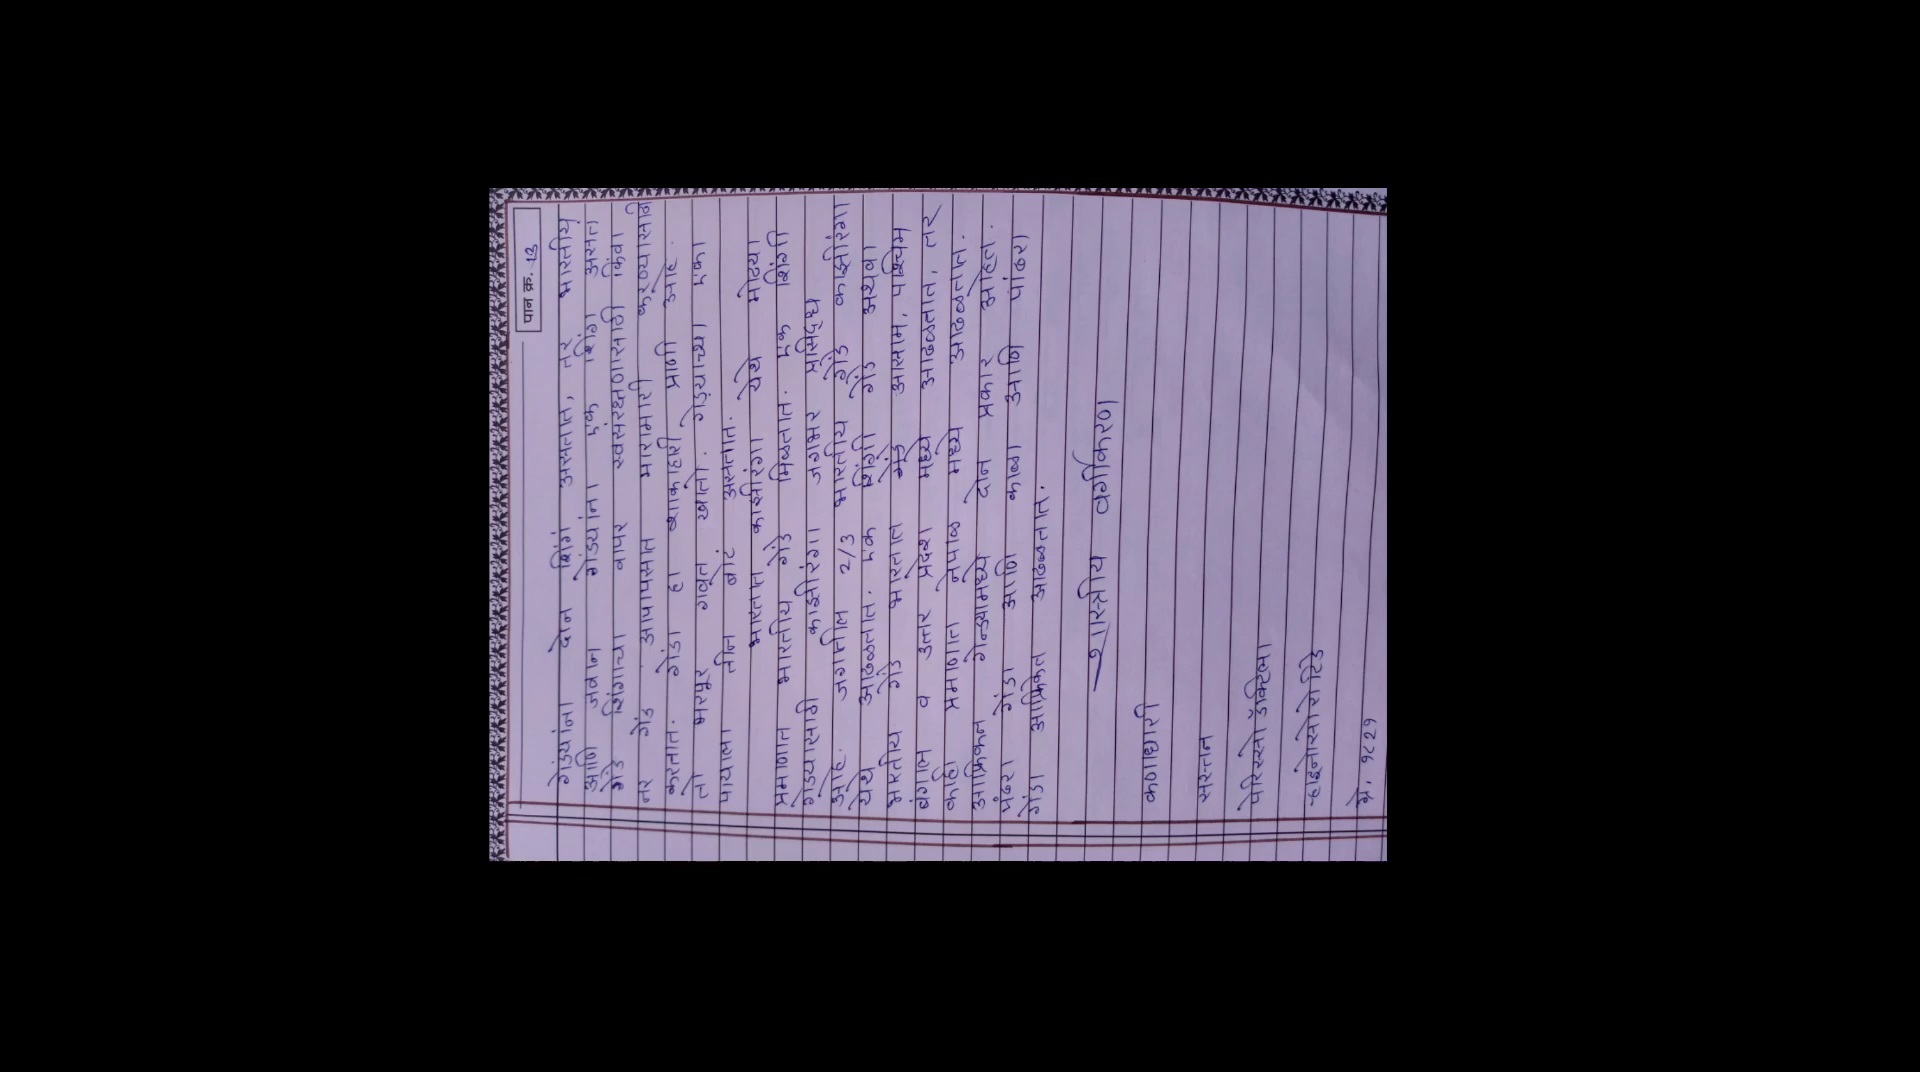 पान क्र. 13
गेंड्यांना दोन शिंगं असतात, तर भारतीय
आणि जवान गेंड्यांना एक शिंग असत
गेंडे शिंगाचा वापर स्वसंरक्षणासाठी किंवा
नर गेंडे आपापसात मारामारी करण्यासाठी
करतात. गेंडा हा शाकाहारी प्राणी आहे.
तो भरपूर गवत खातो. गेंड्याच्या एका
पायाला तीन बोटं असतात.
भारतात काझीरंगा येथे मोठ्या
प्रमाणात भारतीय गेंडे मिळतात. एक शिंगी
गेंड्यासाठी काझीरंगा जगभर प्रसिद्ध
आहे. जगातील 2/3 भारतीय गेंडे काझीरंगा
येथे आढळतात. एक शिंगी गेंडे अथवा
भारतीय गेंडे भारतात गेंडे आसाम, पश्चिम
बंगाल व उत्तर प्रदेश मध्ये आढळतात, तर
काही प्रमाणात नेपाळ मध्ये आढळतात.
आफ्रिकन गेन्ड्यामध्ये दोन प्रकार आहेत.
पंढरा गेंडा आणि काळा आणि पांढरा
गेंडा आफ्रिकेत आढळतात.
शास्त्रीय वर्गीकरण
कणाधारी
सस्तन
पेरिस्सोडॅक्टिला
ऱ्हाइनोसोरोटिडे
ग्रे, १८२१